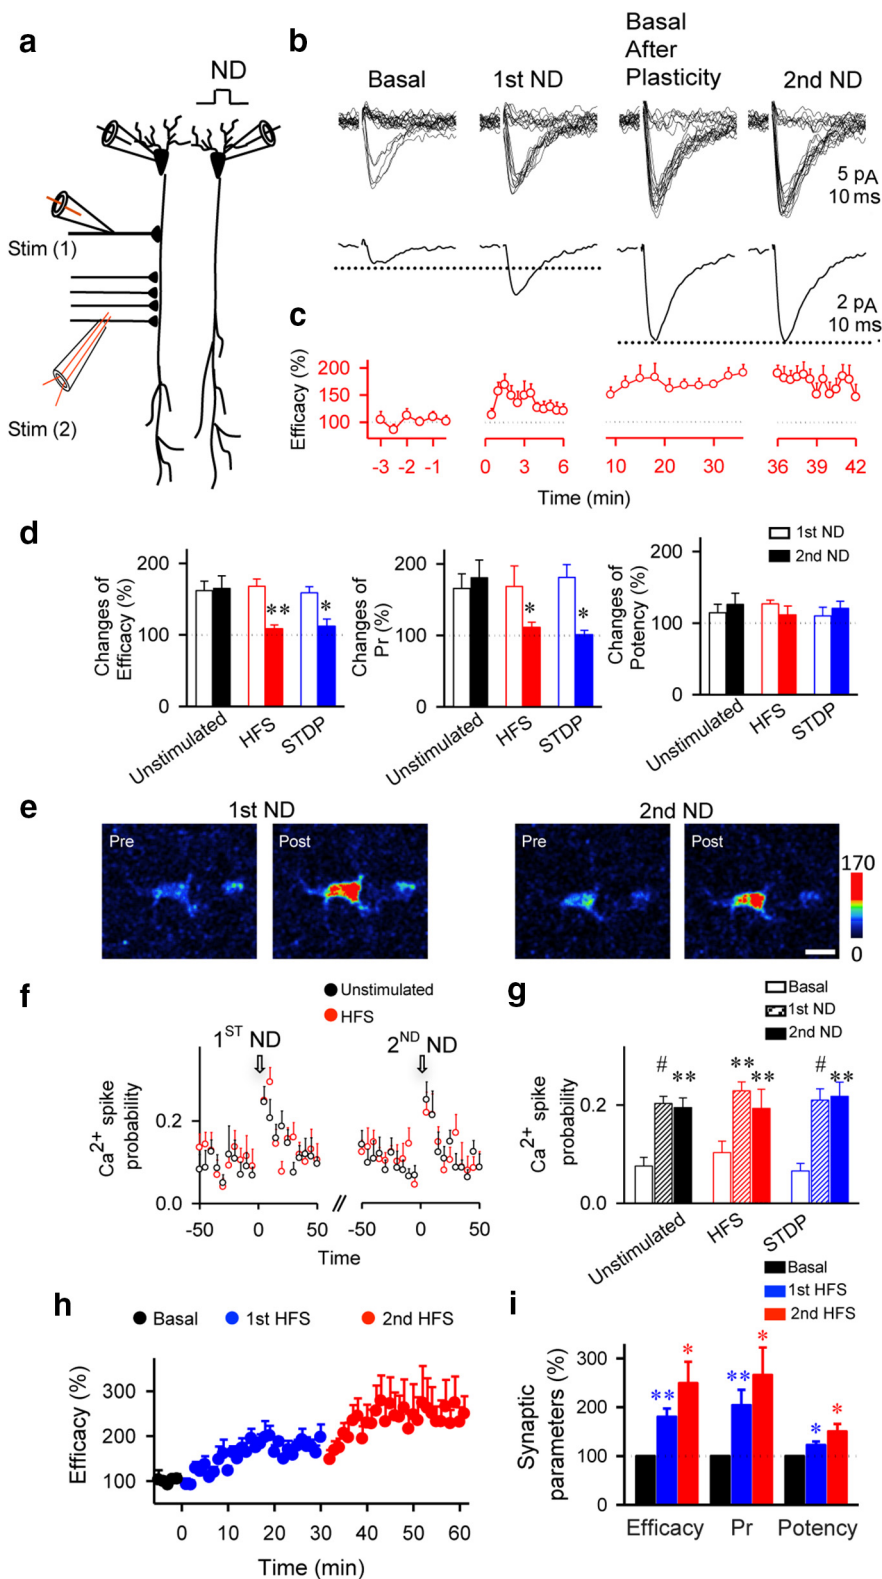 a
ND
Stim (1)
Stim (2)
b
Basal
1st ND
Basal
After
Plasticity
2nd ND
5 pA
10 ms
2 pA
10 ms
c
Efficacy (%)
200
150
100
-3 -2 -1
0 3 6
10 20 30
36 39 42
Time (min)
d
Changes of
Efficacy (%)
200
100
0
** *
Unstimulated HFS STDP
Changes of
Pr (%)
200
100
0
* *
Unstimulated HFS STDP
1st ND
2nd ND
Changes of
Potency (%)
200
100
0
Unstimulated HFS STDP
e
1st ND
Pre
Post
2nd ND
Pre
Post
170
0
f
Unstimulated
HFS
1ST ND
2ND ND
Ca2+ spike
probability
0.2
0.0
-50 0 50 // -50 0 50
Time
g
Basal
1st ND
2nd ND
Ca2+ spike
probability
0.2
0.0
# ** ** ** # **
Unstimulated HFS STDP
h
Basal 1st HFS 2nd HFS
Efficacy (%)
300
200
100
0 10 20 30 40 50 60
Time (min)
i
Basal
1st HFS
2nd HFS
Synaptic
parameters (%)
300
200
100
0
** * ** * * *
Efficacy Pr Potency